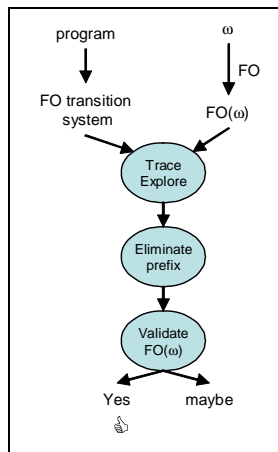 program
ω
FO
FO transition
system
FO(ω)
Trace
Explore
Eliminate
prefix
Validate
FO(ω)
Yes
maybe